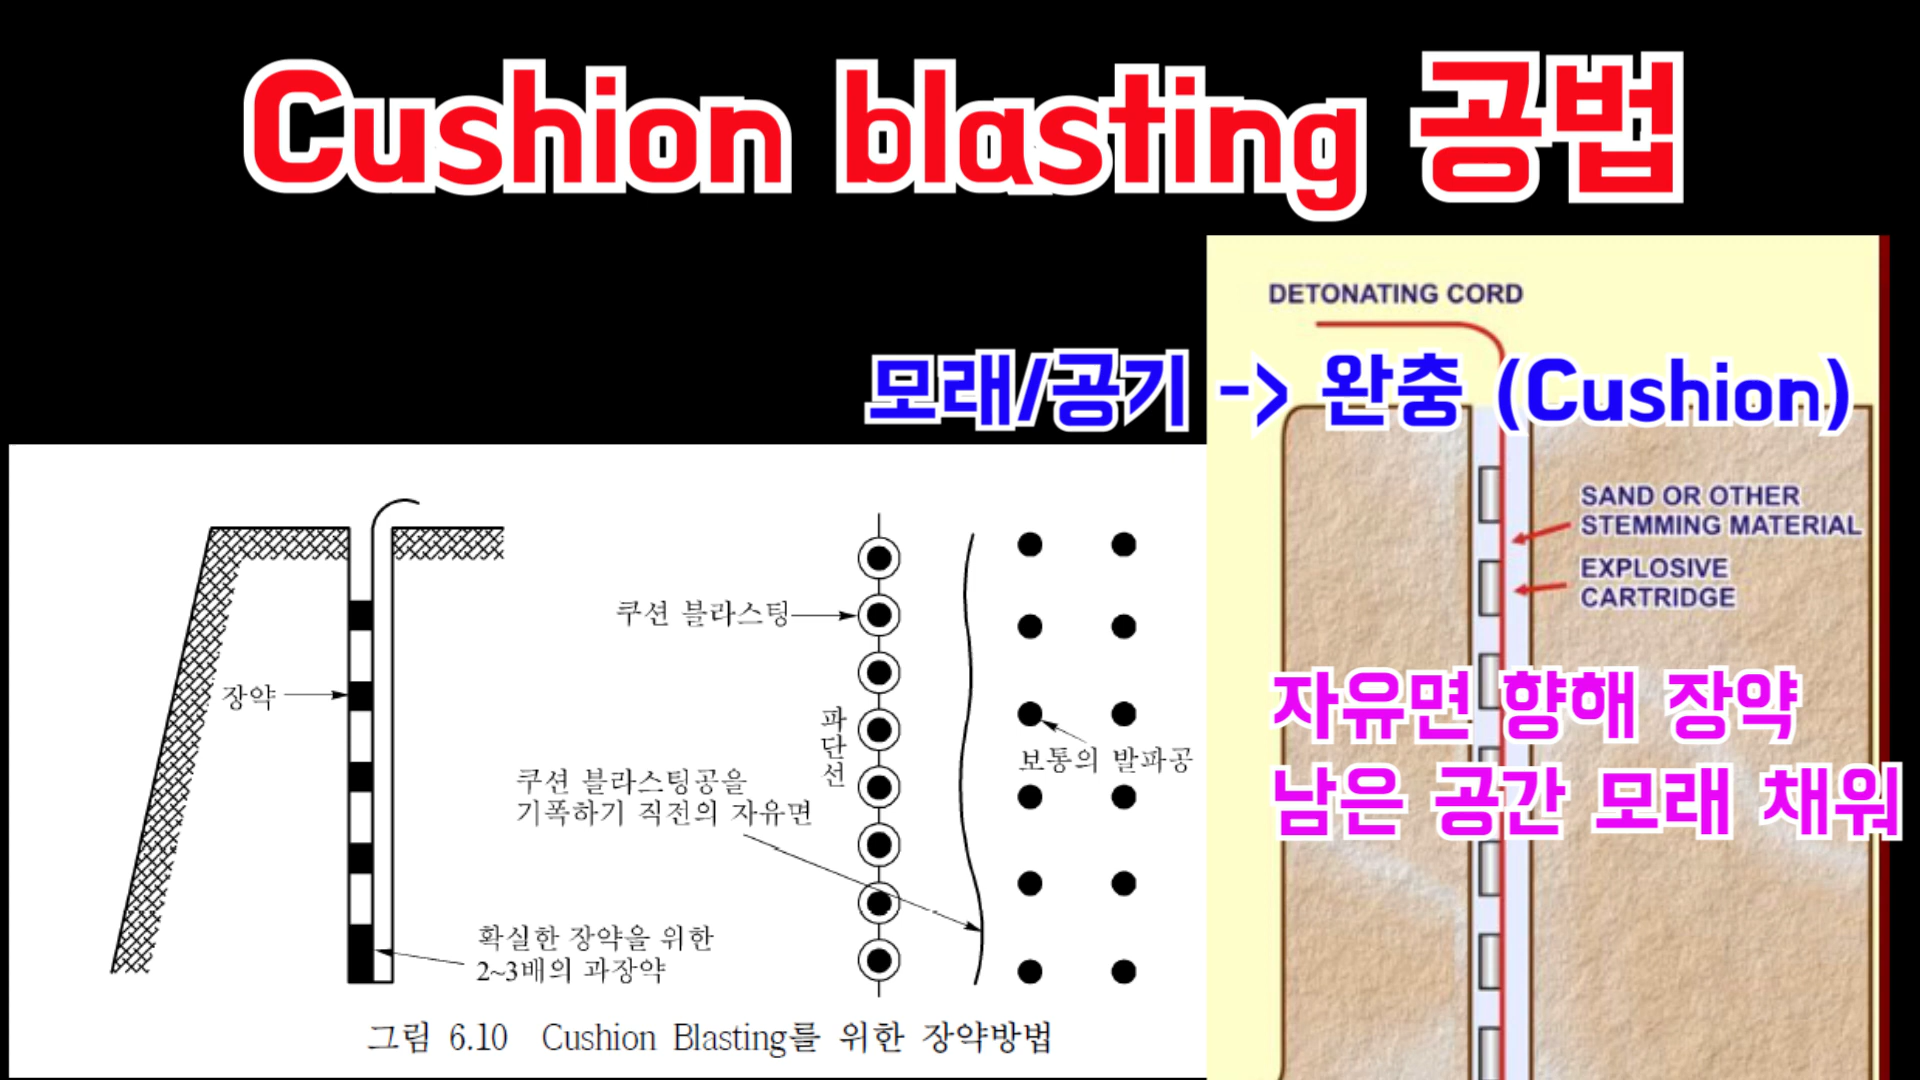 Cushion blasting 공법
DETONATING CORD
모래/공기 -> 완충 (Cushion)
SAND OR OTHER
STEMMING MATERIAL
EXPLOSIVE
CARTRIDGE
자유면 향해 장약
남은 공간 모래 채워
쿠션 블라스팅
장약
파단선
보통의 발파공
쿠션 블라스팅공을
기폭하기 직전의 자유면
확실한 장약을 위한
2~3배의 과장약
그림 6.10 Cushion Blasting를 위한 장약방법